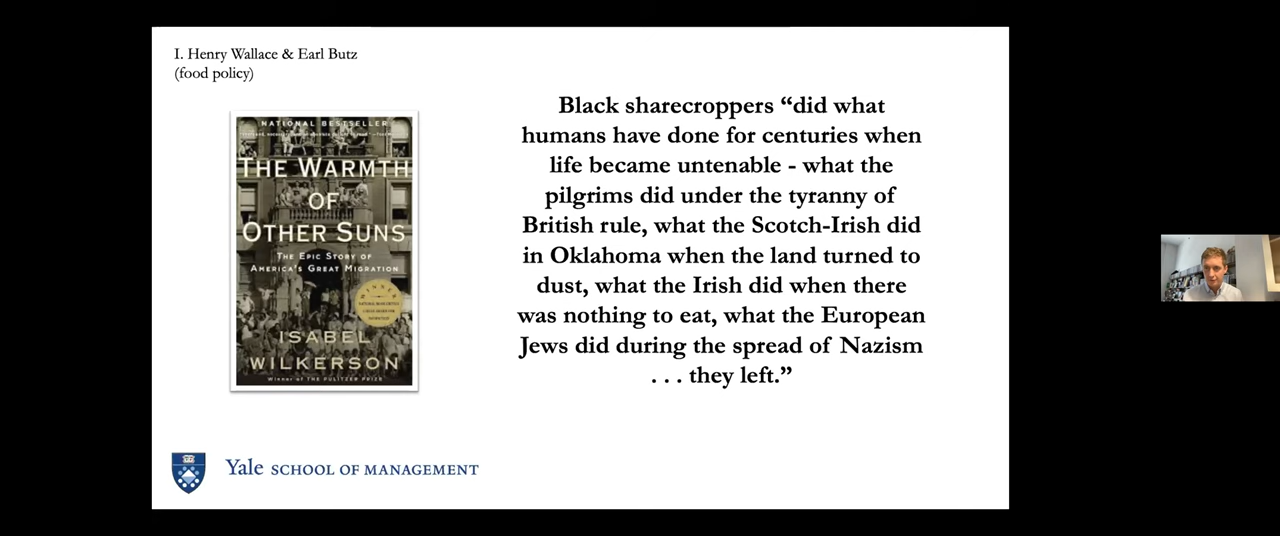 I. Henry Wallace & Earl Butz
(food policy)
NATIONAL BESTSELLER
THE WARMTH
OF
OTHER SUNS
THE EPIC STORY OF
AMERICA'S GREAT MIGRATION
WINNER
ISABEL
WILKERSON
Winner of THE PULITZER PRIZE
Black sharecroppers “did what
humans have done for centuries when
life became untenable - what the
pilgrims did under the tyranny of
British rule, what the Scotch-Irish did
in Oklahoma when the land turned to
dust, what the Irish did when there
was nothing to eat, what the European
Jews did during the spread of Nazism
. . . they left.”
Yale SCHOOL OF MANAGEMENT